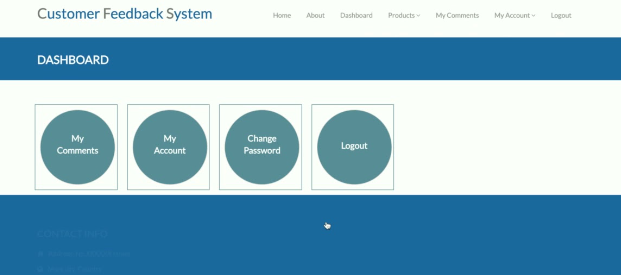 Customer Feedback System
Home About Dashboard Products My Comments My Account Logout
DASHBOARD
My
Comments
My
Account
Change
Password
Logout
CONTACT INFO